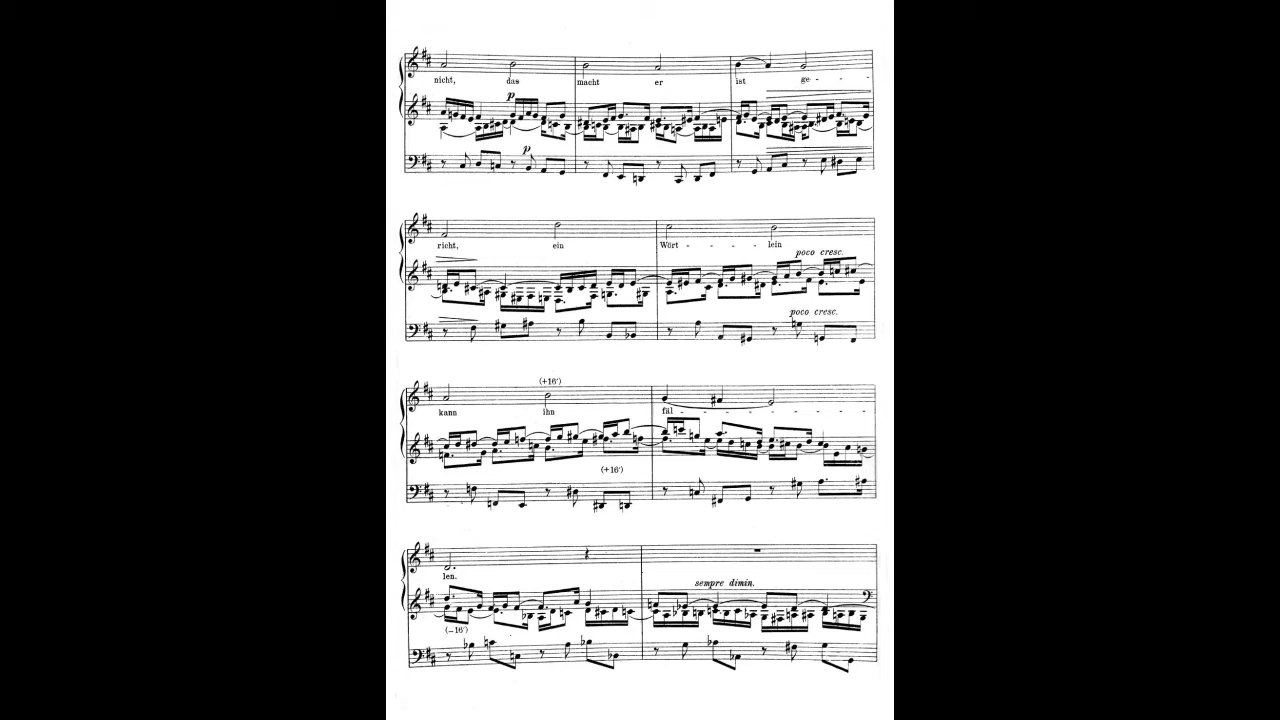 nicht, das macht er ist ge - - -
p
p
richt, ein Wört - - - lein
poco cresc.
poco cresc.
(+16')
kann ihn fäl - - - - - - -
(+16')
len.
sempre dimin.
(–16')